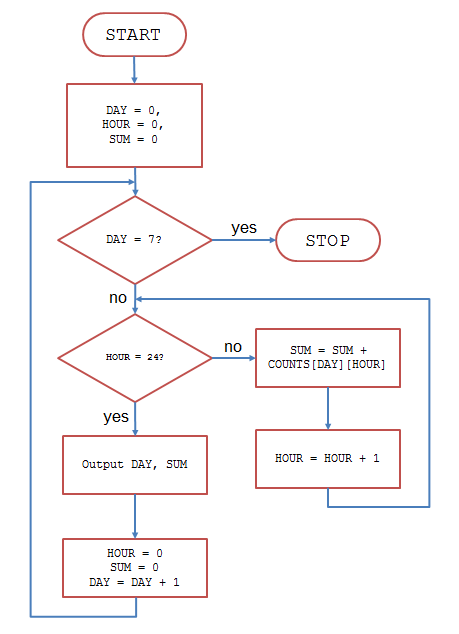 START
DAY = 0,
HOUR = 0,
SUM = 0
DAY = 7?
yes
STOP
no
HOUR = 24?
no
SUM = SUM +
COUNTS[DAY][HOUR]
yes
Output DAY, SUM
HOUR = HOUR + 1
HOUR = 0
SUM = 0
DAY = DAY + 1